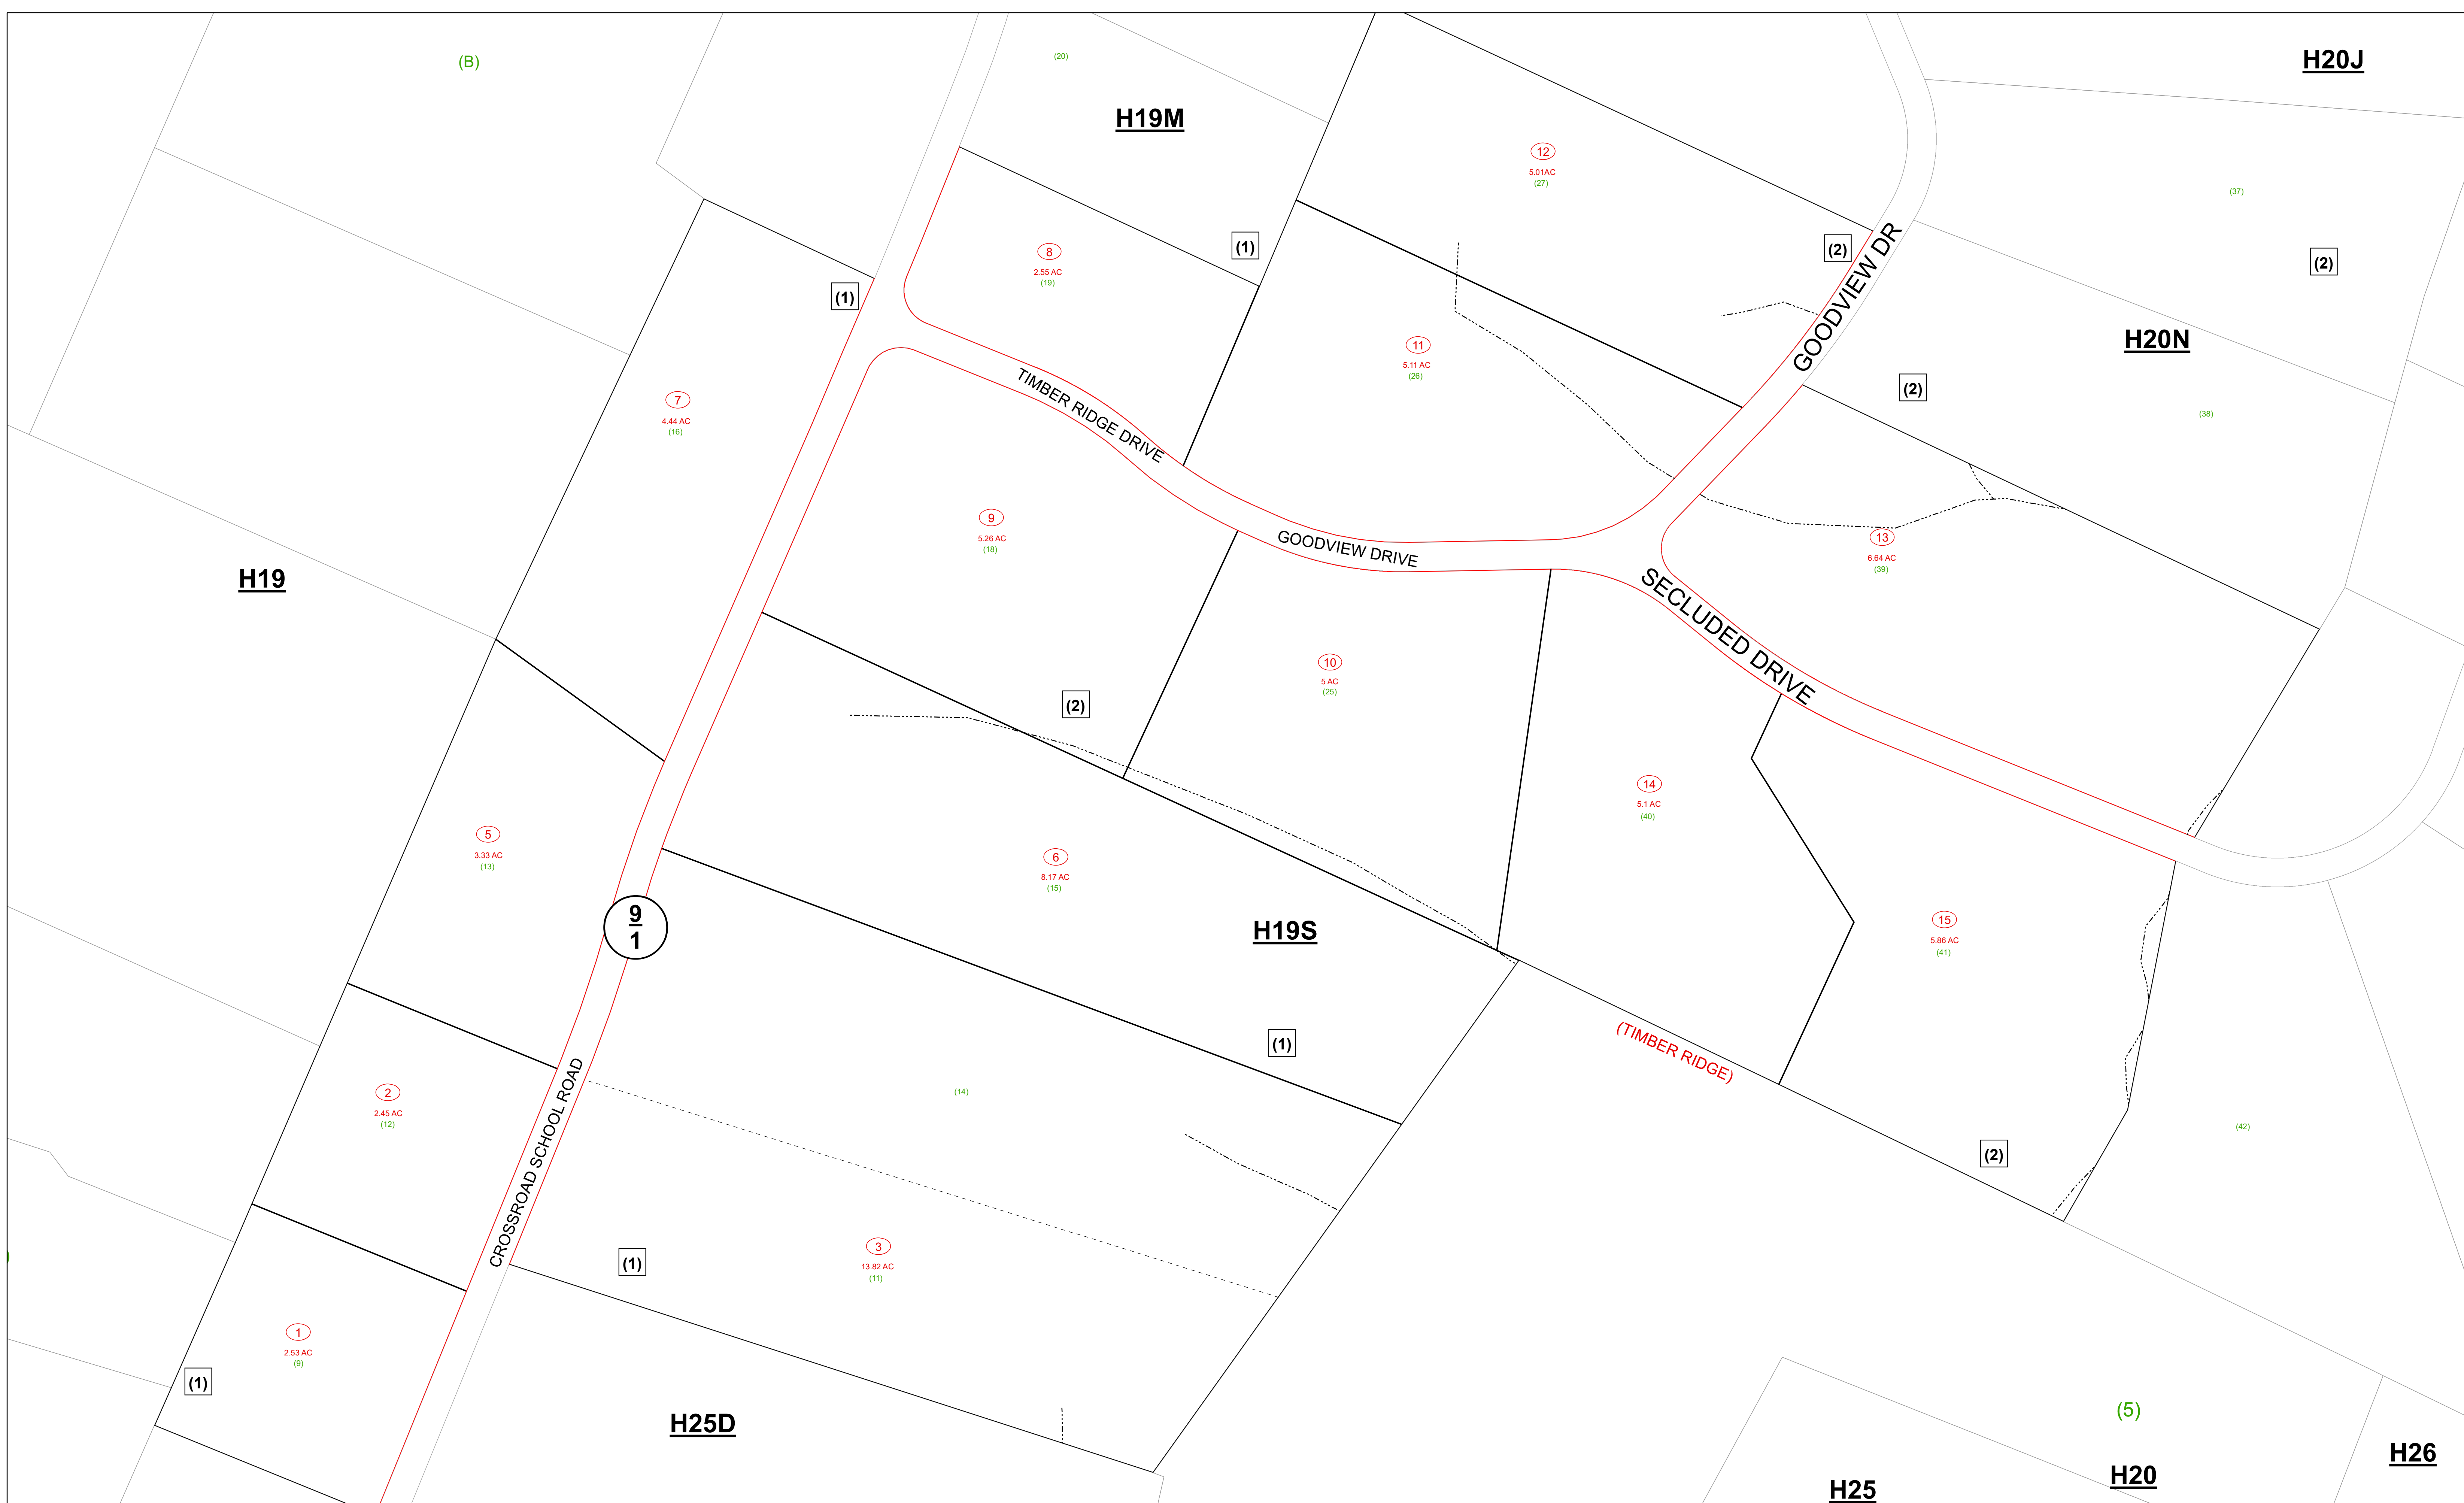 (B)
(20)
H19M
H20J
12
5.01AC
(27)
(37)
8
2.55 AC
(19)
(1)
(2)
GOODVIEW DR
(2)
(1)
H20N
11
5.11 AC
(26)
TIMBER RIDGE DRIVE
(2)
7
4.44 AC
(16)
(38)
9
5.26 AC
(18)
GOODVIEW DRIVE
13
6.64 AC
(39)
H19
SECLUDED DRIVE
10
5 AC
(25)
(2)
14
5.1 AC
(40)
5
3.33 AC
(13)
6
8.17 AC
(15)
9
1
H19S
15
5.86 AC
(41)
(1)
(TIMBER RIDGE)
2
2.45 AC
(12)
CROSSROAD SCHOOL ROAD
(14)
(42)
(2)
3
13.82 AC
(11)
(1)
1
2.53 AC
(9)
(1)
H25D
(5)
H26
H20
H25